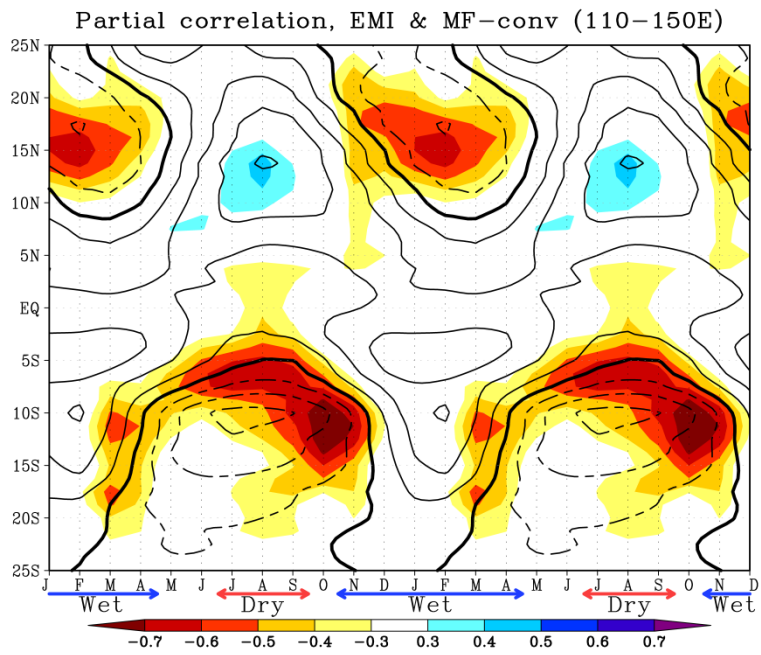 Partial correlation, EMI & MF-conv (110-150E)
25N
20N
15N
10N
5N
EQ
5S
10S
15S
20S
25S
J F M A M J J A S O N D J F M A M J J A S O N D
Wet Dry Wet Dry Wet
-0.7 -0.6 -0.5 -0.4 -0.3 0.3 0.4 0.5 0.6 0.7